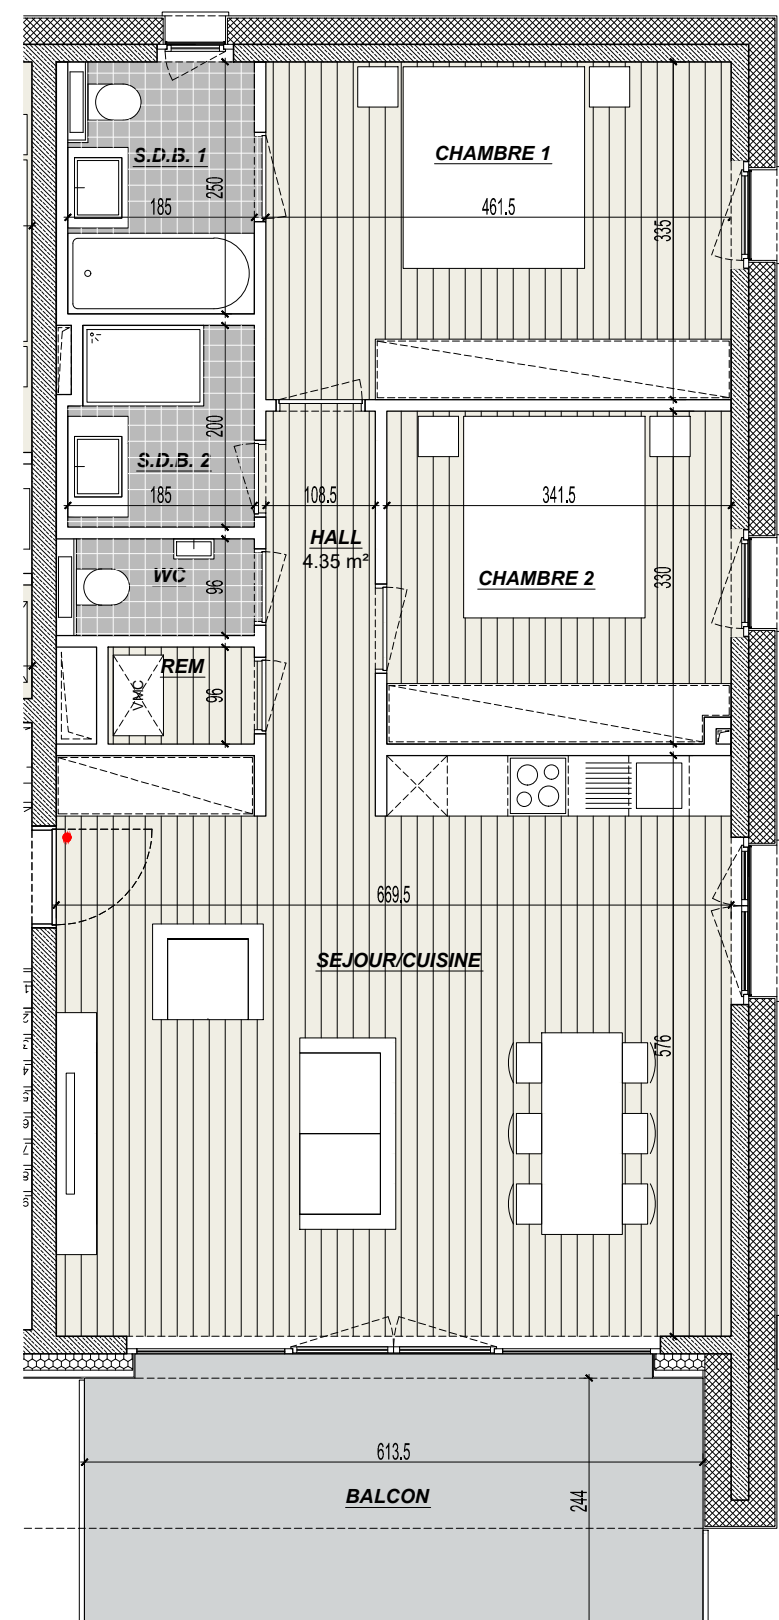 S.D.B. 1
250
185
CHAMBRE 1
461.5
335
200
S.D.B. 2
185
108.5
341.5
HALL
4.35 m²
WC
96
CHAMBRE 2
330
REM
VMC
96
669.5
SEJOUR/CUISINE
576
613.5
BALCON
244